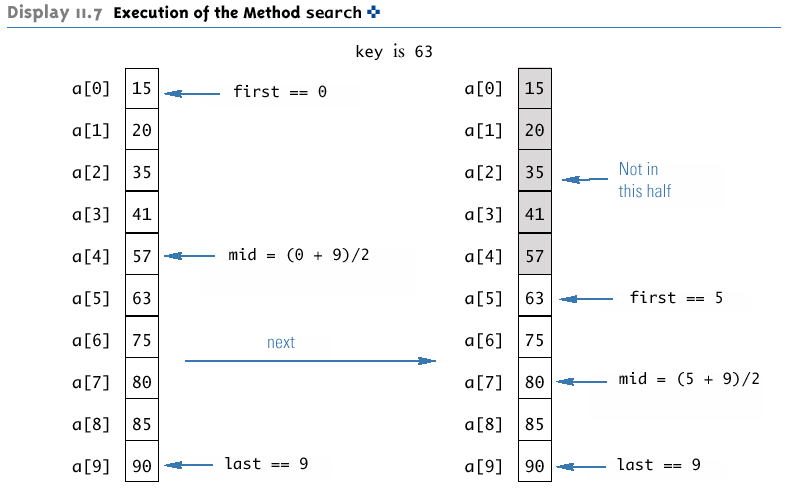 Display 11.7 Execution of the Method search
key is 63
a[0] 15 first == 0
a[1] 20
a[2] 35
a[3] 41
a[4] 57 mid = (0 + 9)/2
a[5] 63
a[6] 75
a[7] 80
a[8] 85
a[9] 90 last == 9
next
a[0] 15
a[1] 20
a[2] 35
Not in
this half
a[3] 41
a[4] 57
a[5] 63 first == 5
a[6] 75
a[7] 80 mid = (5 + 9)/2
a[8] 85
a[9] 90 last == 9